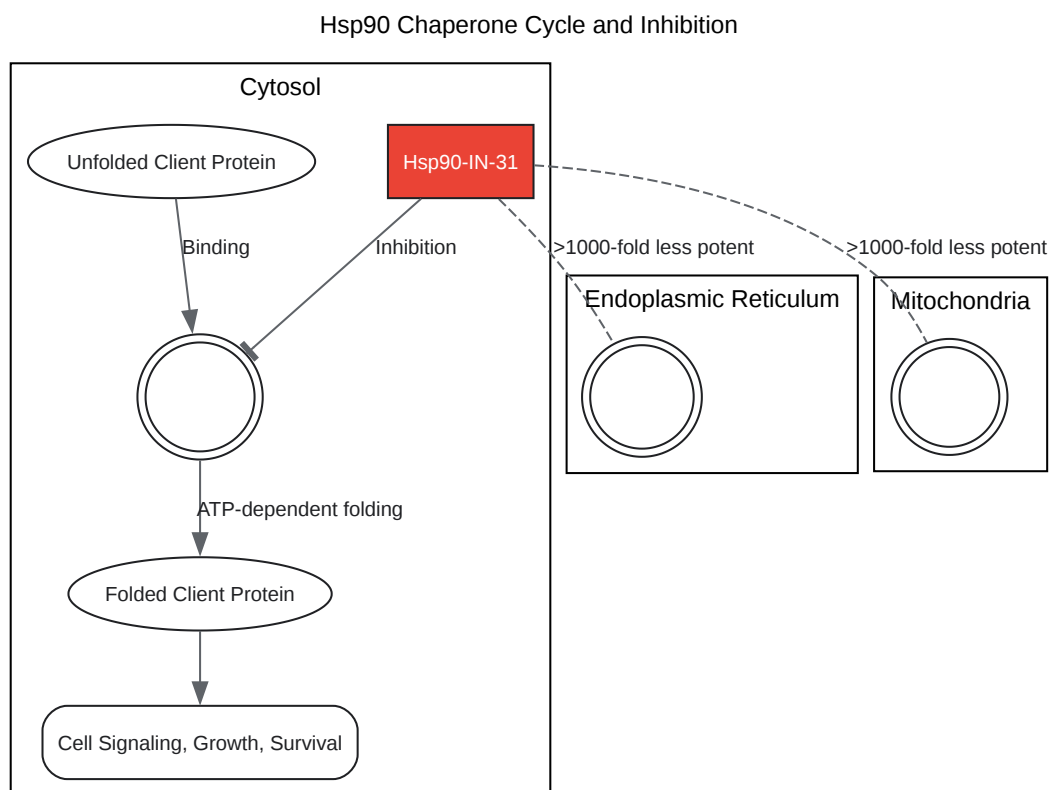 Hsp90 Chaperone Cycle and Inhibition
Cytosol
Unfolded Client Protein
Hsp90-IN-31
Binding
Inhibition
>1000-fold less potent
>1000-fold less potent
Endoplasmic Reticulum
Mitochondria
ATP-dependent folding
Folded Client Protein
Cell Signaling, Growth, Survival